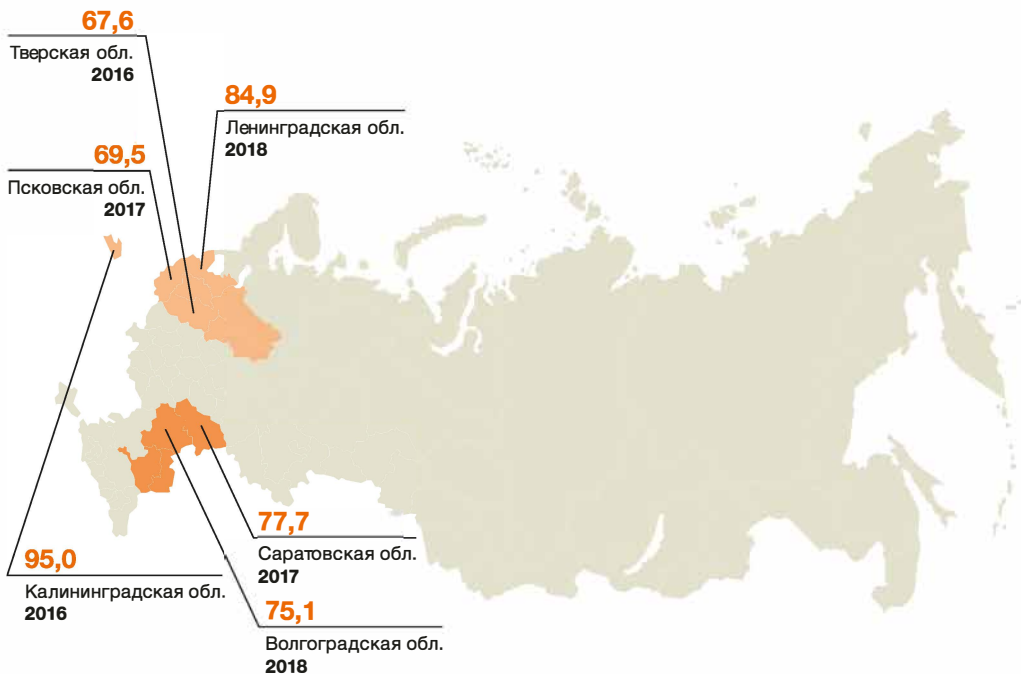 67,6
Тверская обл.
2016
84,9
Ленинградская обл.
2018
69,5
Псковская обл.
2017
77,7
Саратовская обл.
2017
95,0
Калининградская обл.
2016
75,1
Волгоградская обл.
2018